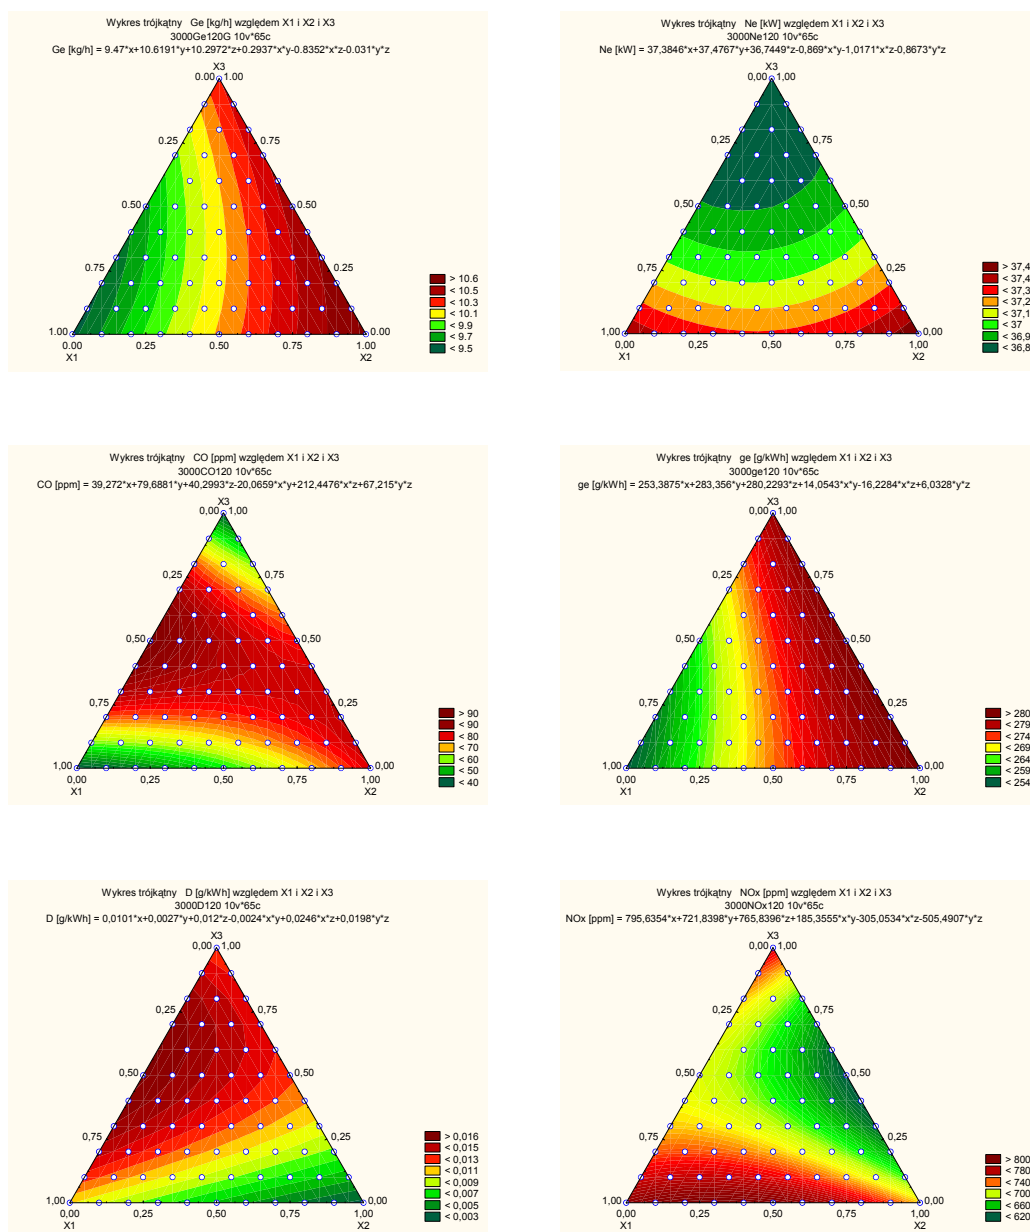 Wykres trójkątny Ge [kg/h] względem X1 i X2 i X3
3000Ge120G 10v*65c
Ge [kg/h] = 9.47*x+10.6191*y+10.2972*z+0.2937*x*y-0.8352*x*z-0.031*y*z
X3
0.00 1,00
0.25 0,75
0,50 0,50
0,75 0,25
1,00 0,00
0,00 0,25 0,50 0,75 1,00
X1 X2
> 10.6
< 10.5
< 10.3
< 10.1
< 9.9
< 9.7
< 9.5
Wykres trójkątny Ne [kW] względem X1 i X2 i X3
3000Ne120 10v*65c
Ne [kW] = 37,3846*x+37,4767*y+36,7449*z-0,869*x*y-1,0171*x*z-0,8673*y*z
X3
0,00 1,00
0,25 0,75
0,50 0,50
0,75 0,25
1,00 0,00
0,00 0,25 0,50 0,75 1,00
X1 X2
> 37,4
< 37,4
< 37,3
< 37,2
< 37,1
< 37
< 36,9
< 36,8
Wykres trójkątny CO [ppm] względem X1 i X2 i X3
3000CO120 10v*65c
CO [ppm] = 39,272*x+79,6881*y+40,2993*z-20,0659*x*y+212,4476*x*z+67,215*y*z
X3
0,00 1,00
0,25 0,75
0,50 0,50
0,75 0,25
1,00 0,00
0,00 0,25 0,50 0,75 1,00
X1 X2
> 90
< 90
< 80
< 70
< 60
< 50
< 40
Wykres trójkątny ge [g/kWh] względem X1 i X2 i X3
3000ge120 10v*65c
ge [g/kWh] = 253,3875*x+283,356*y+280,2293*z+14,0543*x*y-16,2284*x*z+6,0328*y*z
X3
0,00 1,00
0,25 0,75
0,50 0,50
0,75 0,25
1,00 0,00
0,00 0,25 0,50 0,75 1,00
X1 X2
> 280
< 279
< 274
< 269
< 264
< 259
< 254
Wykres trójkątny D [g/kWh] względem X1 i X2 i X3
3000D120 10v*65c
D [g/kWh] = 0,0101*x+0,0027*y+0,012*z-0,0024*x*y+0,0246*x*z+0,0198*y*z
X3
0,00 1,00
0,25 0,75
0,50 0,50
0,75 0,25
1,00 0,00
0,00 0,25 0,50 0,75 1,00
X1 X2
> 0,016
< 0,015
< 0,013
< 0,011
< 0,009
< 0,007
< 0,005
< 0,003
Wykres trójkątny NOx [ppm] względem X1 i X2 i X3
3000NOx120 10v*65c
NOx [ppm] = 795,6354*x+721,8398*y+765,8396*z+185,3555*x*y-305,0534*x*z-505,4907*y*z
X3
0,00 1,00
0,25 0,75
0,50 0,50
0,75 0,25
1,00 0,00
0,00 0,25 0,50 0,75 1,00
X1 X2
> 800
< 780
< 740
< 700
< 660
< 620